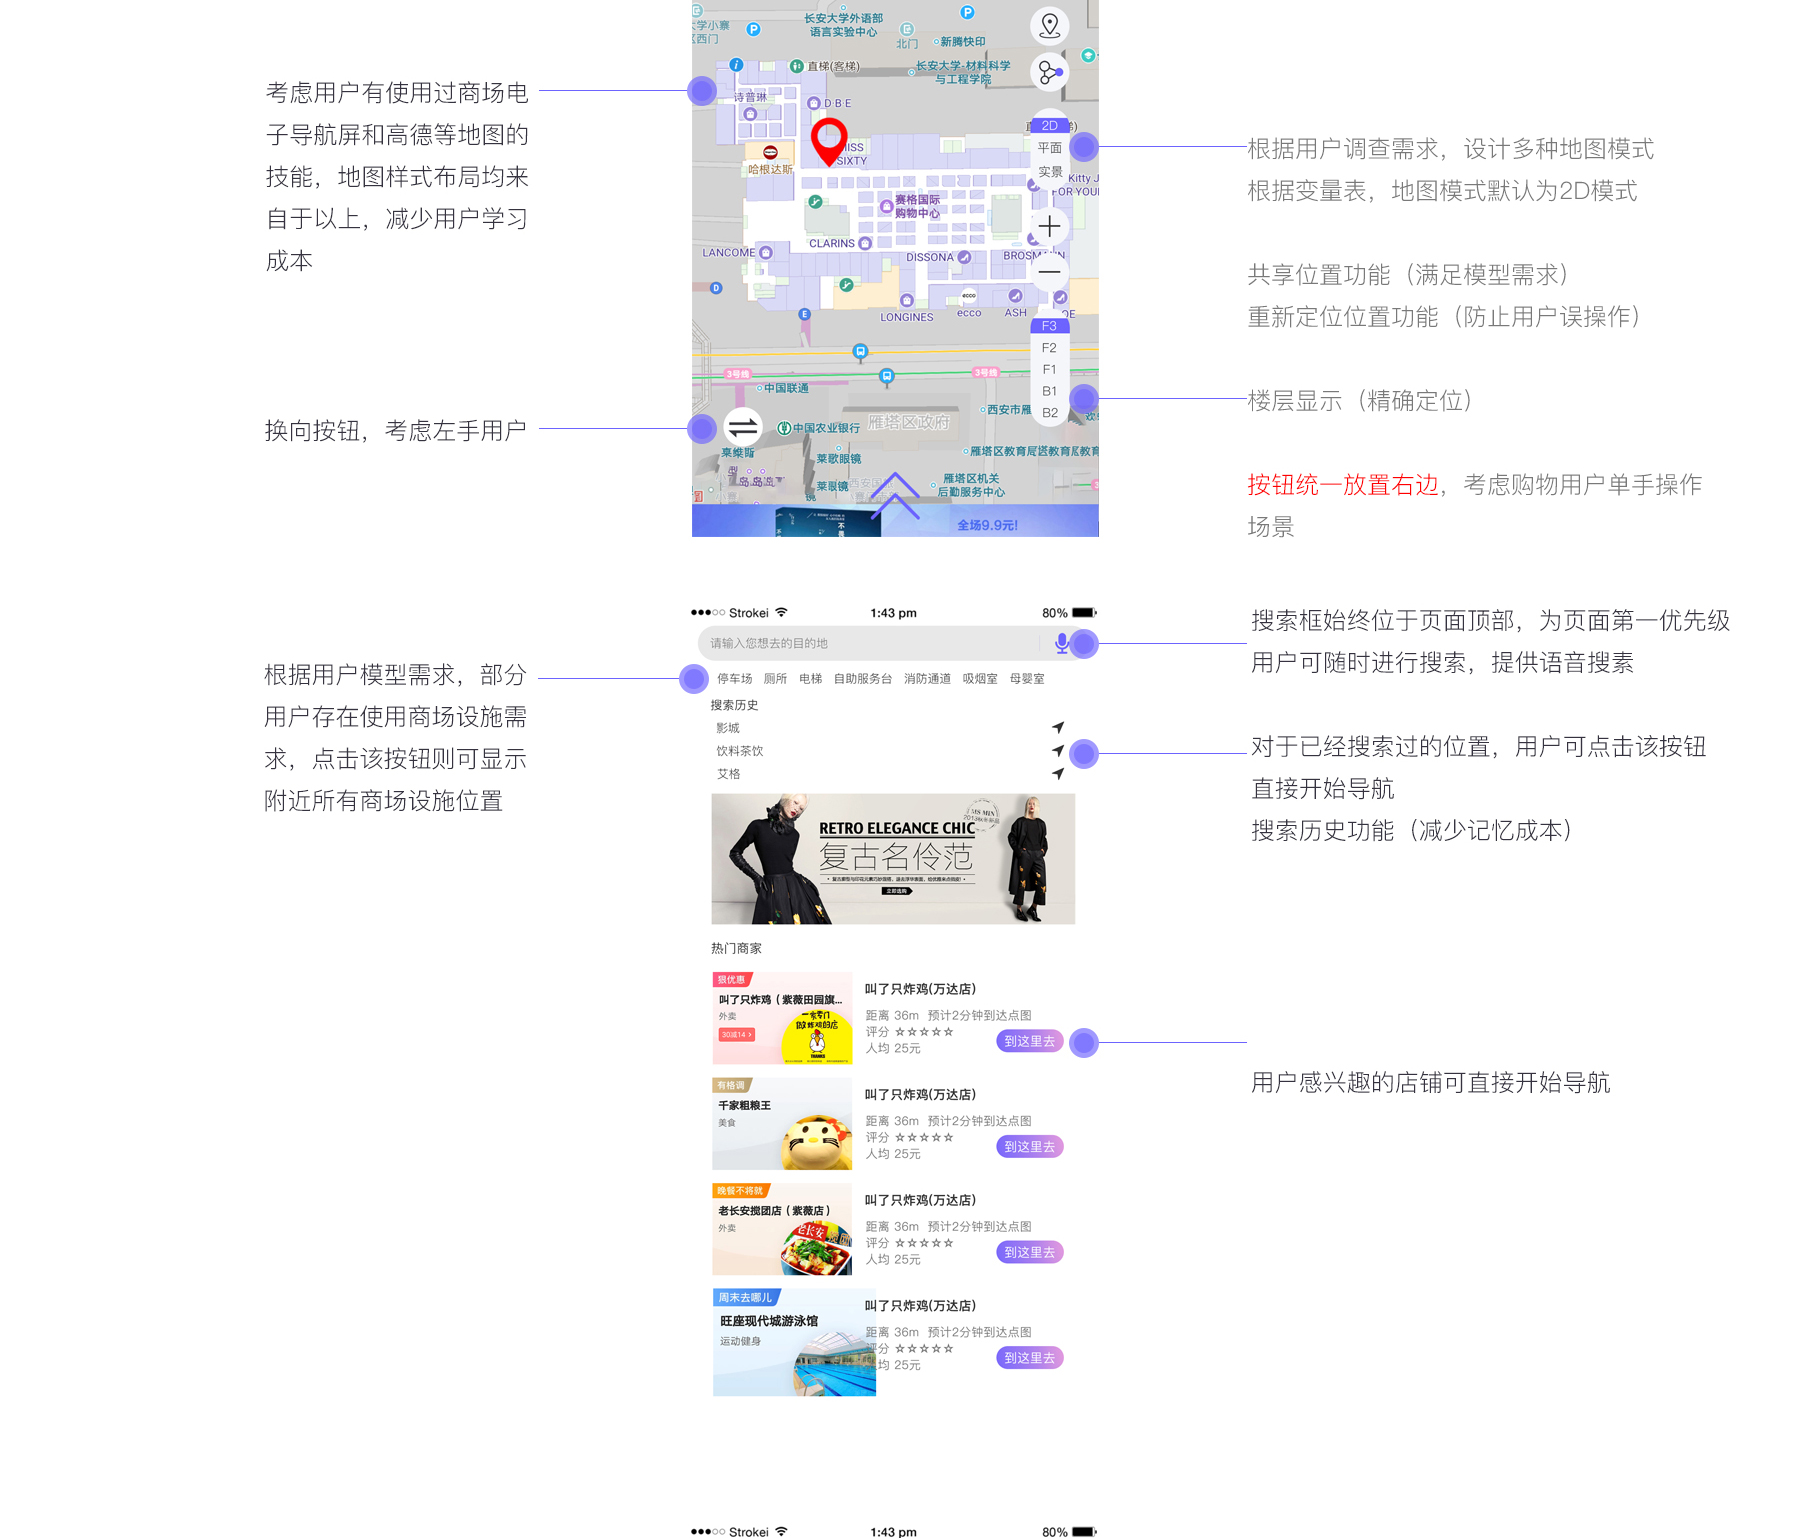 考虑用户有使用过商场电
子导航屏和高德等地图的
技能，地图样式布局均来
自于以上，减少用户学习
成本
换向按钮，考虑左手用户
长安大学外语部
语言实验中心
北门
新腾快印
直梯(客梯)
长安大学-材料科学
与工程学院
诗普琳
D·B·E
MISS
SIXTY
哈根达斯
赛格国际
购物中心
Kitty J
FOR YOU
CLARINS
LANCOME
DISSONA
LONGINES
ecco
ecco
ASH
3号线
3号线
中国联通
中国农业银行
雁塔区政府
西安市雁
莱歌眼镜
雁塔区机关
后勤服务中心
全场9.9元!
2D
平面
实景
F3
F2
F1
B1
B2
根据用户调查需求，设计多种地图模式
根据变量表，地图模式默认为2D模式
共享位置功能（满足模型需求）
重新定位位置功能（防止用户误操作）
楼层显示（精确定位）
按钮统一放置右边，考虑购物用户单手操作
场景
Strokei 1:43 pm 80%
请输入您想去的目的地
停车场 厕所 电梯 自助服务台 消防通道 吸烟室 母婴室
搜索历史
影城
饮料茶饮
艾格
根据用户模型需求，部分
用户存在使用商场设施需
求，点击该按钮则可显示
附近所有商场设施位置
搜索框始终位于页面顶部，为页面第一优先级
用户可随时进行搜索，提供语音搜素
对于已经搜索过的位置，用户可点击该按钮
直接开始导航
搜索历史功能（减少记忆成本）
MS MIN
RETRO ELEGANCE CHIC
复古名伶范
立即选购
热门商家
狠优惠
叫了只炸鸡（紫薇田园旗...
外卖
30减14 >
叫了只炸鸡(万达店)
距离 36m 预计2分钟到达点图
评分 ☆☆☆☆☆
人均 25元
到这里去
用户感兴趣的店铺可直接开始导航
有格调
千家粗粮王
美食
叫了只炸鸡(万达店)
距离 36m 预计2分钟到达点图
评分 ☆☆☆☆☆
人均 25元
到这里去
晚餐不将就
老长安搅团店（紫薇店）
外卖
老长安
叫了只炸鸡(万达店)
距离 36m 预计2分钟到达点图
评分 ☆☆☆☆☆
人均 25元
到这里去
周末去哪儿
旺座现代城游泳馆
运动健身
叫了只炸鸡(万达店)
距离 36m 预计2分钟到达点图
评分 ☆☆☆☆☆
人均 25元
到这里去
Strokei 1:43 pm 80%